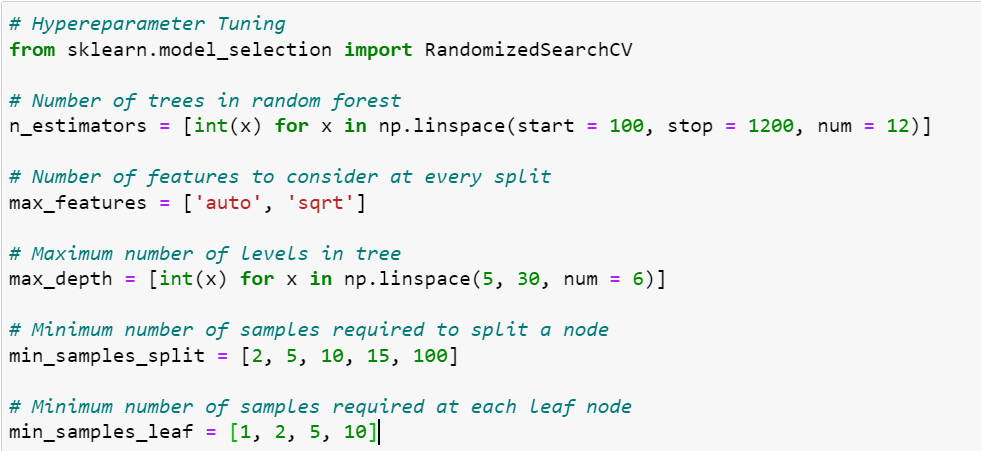 # Hypereparameter Tuning
from sklearn.model_selection import RandomizedSearchCV
# Number of trees in random forest
n_estimators = [int(x) for x in np.linspace(start = 100, stop = 1200, num = 12)]
# Number of features to consider at every split
max_features = ['auto', 'sqrt']
# Maximum number of levels in tree
max_depth = [int(x) for x in np.linspace(5, 30, num = 6)]
# Minimum number of samples required to split a node
min_samples_split = [2, 5, 10, 15, 100]
# Minimum number of samples required at each leaf node
min_samples_leaf = [1, 2, 5, 10]